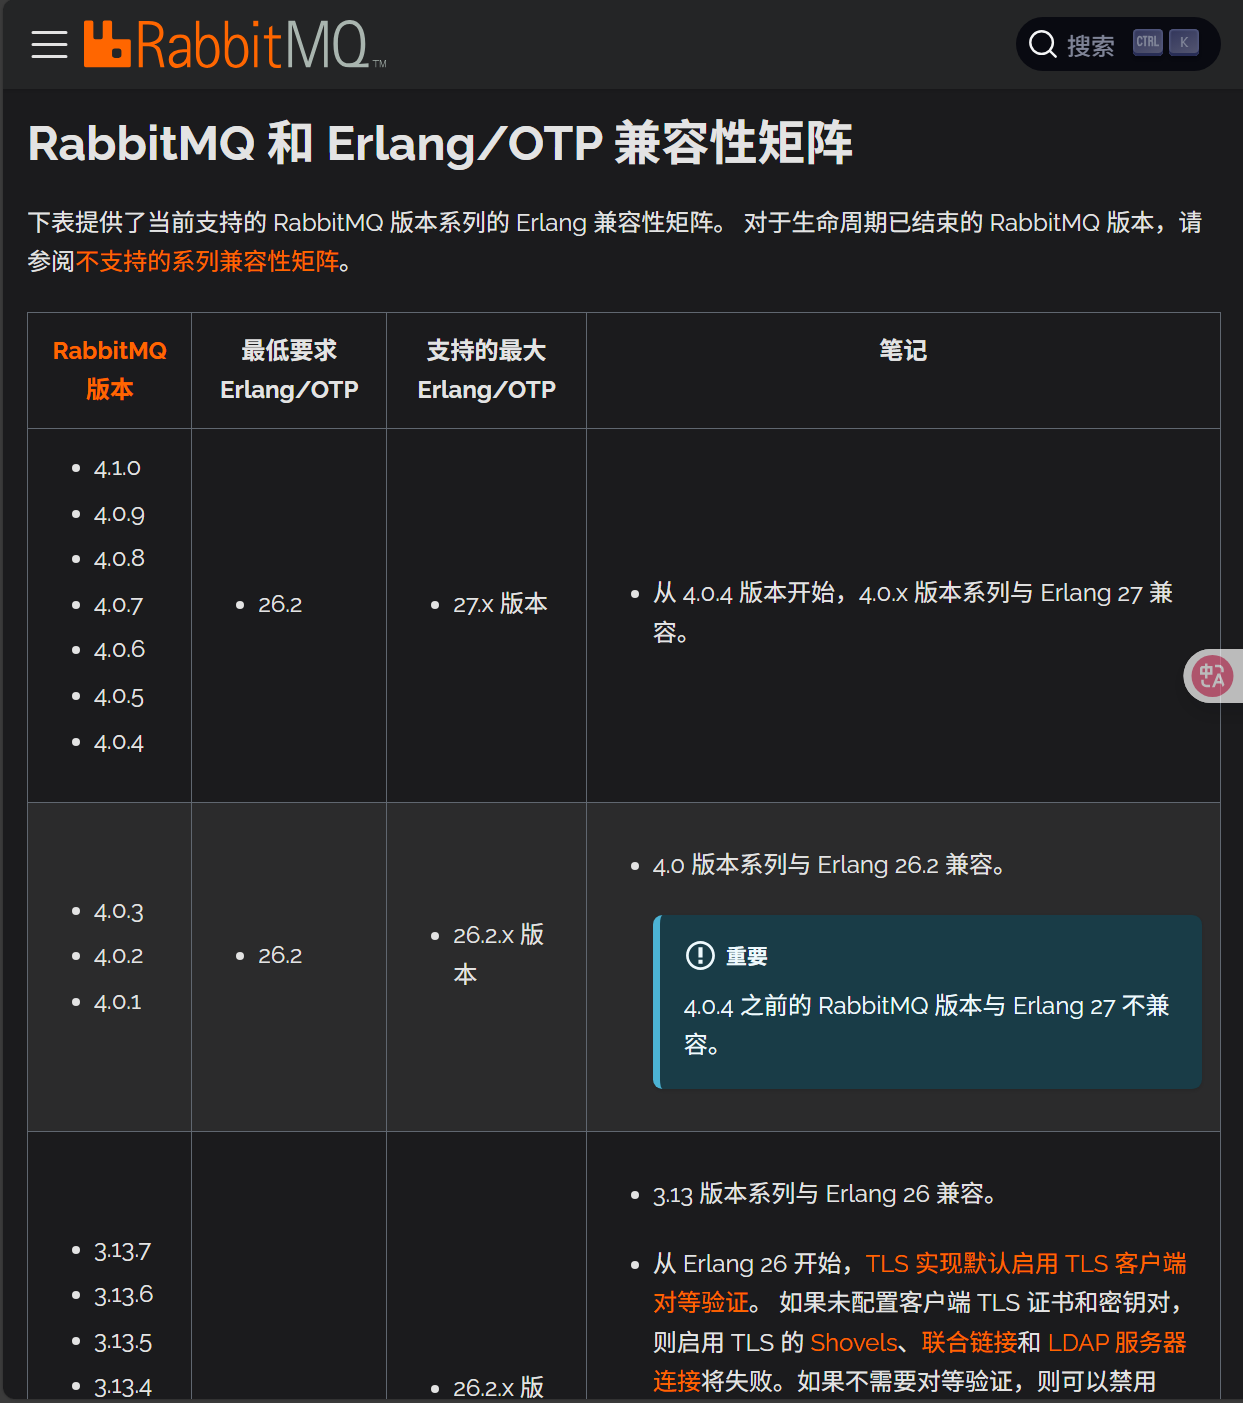 RabbitMQ™
搜索 CTRL K
RabbitMQ 和 Erlang/OTP 兼容性矩阵
下表提供了当前支持的 RabbitMQ 版本系列的 Erlang 兼容性矩阵。 对于生命周期已结束的 RabbitMQ 版本，请
参阅不支持的系列兼容性矩阵。
RabbitMQ
版本
最低要求
Erlang/OTP
支持的最大
Erlang/OTP
笔记
4.1.0
4.0.9
4.0.8
4.0.7
4.0.6
4.0.5
4.0.4
26.2
27.x 版本
从 4.0.4 版本开始，4.0.x 版本系列与 Erlang 27 兼
容。
4.0.3
4.0.2
4.0.1
26.2
26.2.x 版
本
4.0 版本系列与 Erlang 26.2 兼容。
重要
4.0.4 之前的 RabbitMQ 版本与 Erlang 27 不兼
容。
3.13.7
3.13.6
3.13.5
3.13.4
26.2.x 版
3.13 版本系列与 Erlang 26 兼容。
从 Erlang 26 开始，TLS 实现默认启用 TLS 客户端
对等验证。 如果未配置客户端 TLS 证书和密钥对，
则启用 TLS 的 Shovels、联合链接和 LDAP 服务器
连接将失败。如果不需要对等验证，则可以禁用
中A